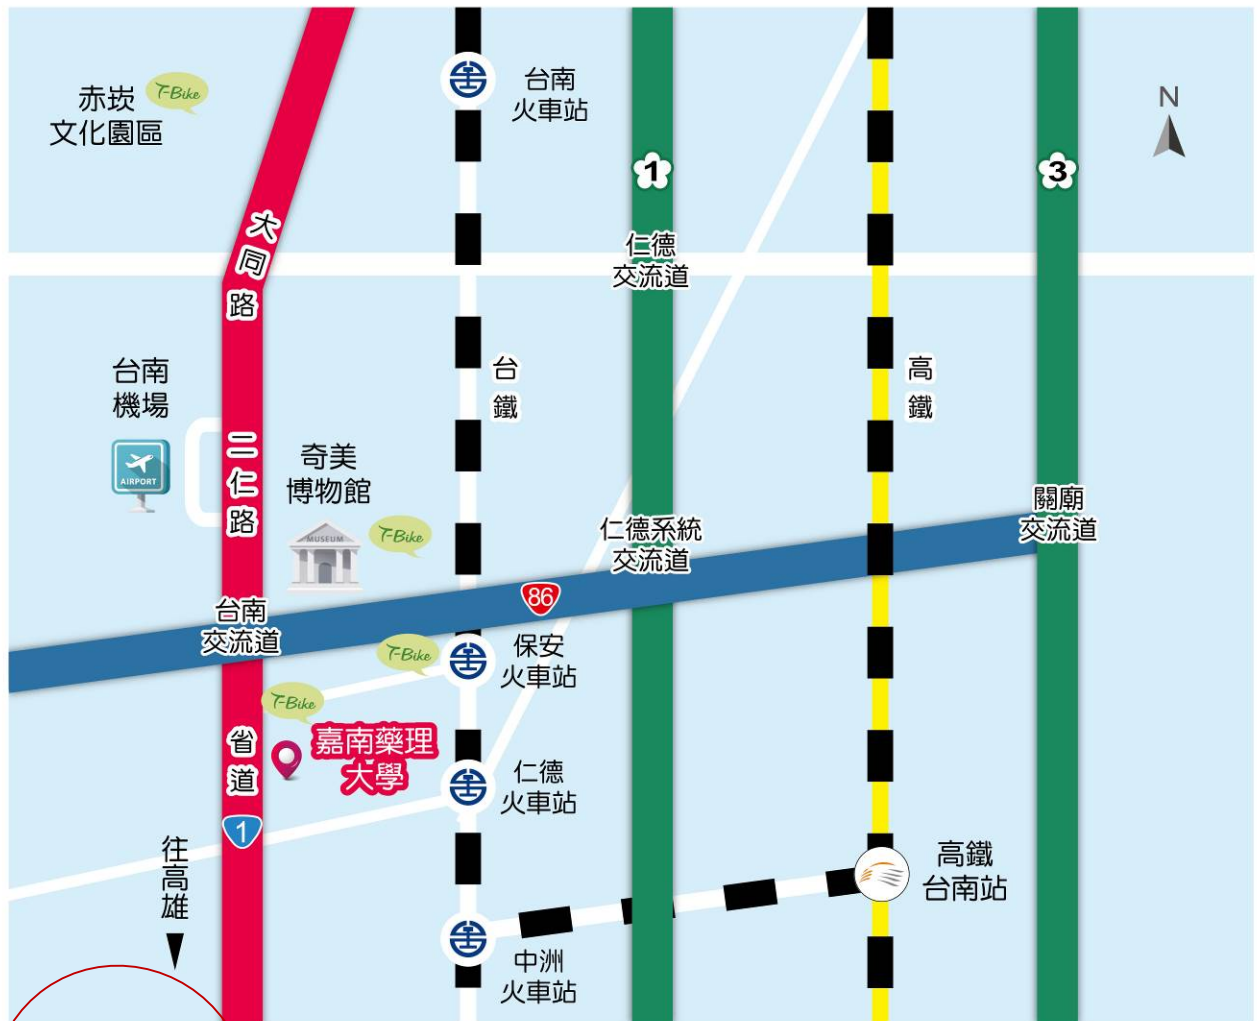 台南
火車站
N
赤崁
文化園區
T-Bike
1
3
大
同
路
仁德
交流道
台南
機場
AIRPORT
台
鐵
高
鐵
二
仁
路
奇美
博物館
MUSEUM
T-Bike
關廟
交流道
仁德系統
交流道
86
台南
交流道
T-Bike
保安
火車站
T-Bike
嘉南藥理
大學
省
道
1
仁德
火車站
往
高
雄
高鐵
台南站
中洲
火車站